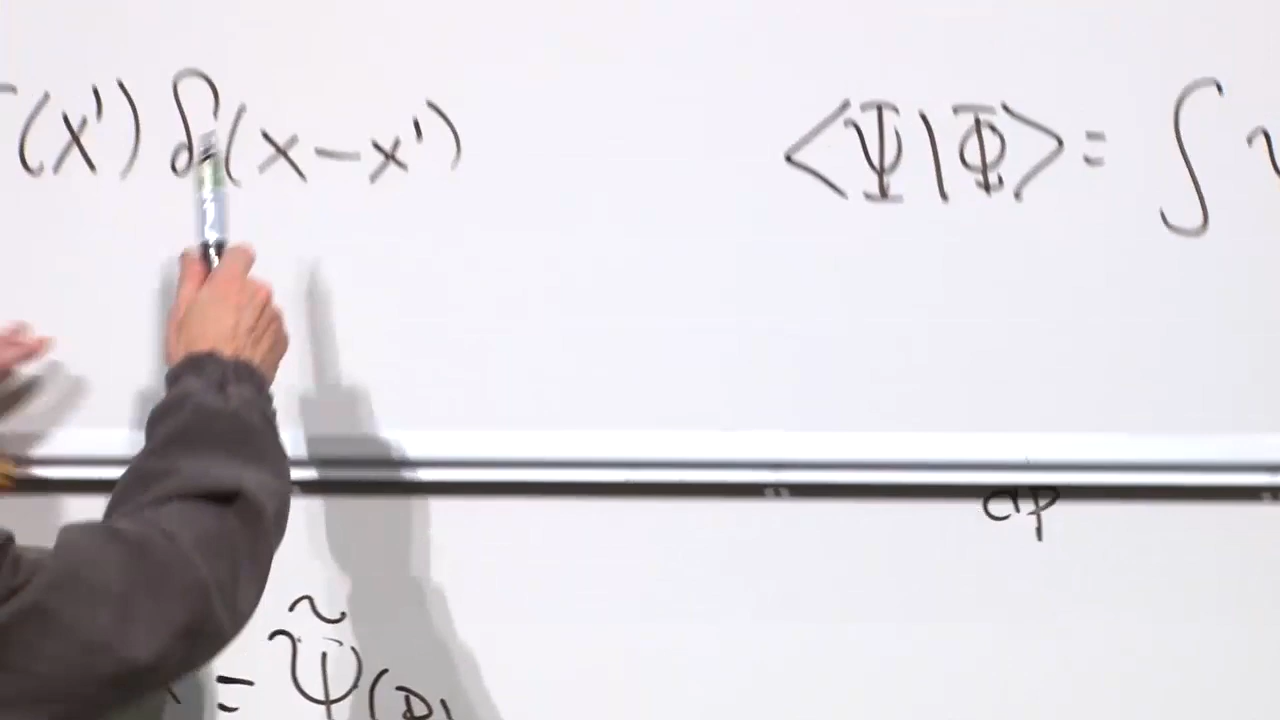 (x') δ(x-x') <Ψ|Φ> = ∫
dp
= ψ̃(p)